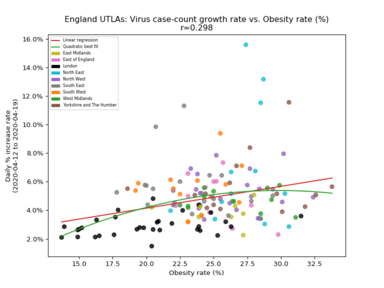 England UTLAs: Virus case-count growth rate vs. Obesity rate (%)
r=0.298
Daily % increase rate
(2020-04-12 to 2020-04-19)
16.0%
14.0%
12.0%
10.0%
8.0%
6.0%
4.0%
2.0%
Linear regression
Quadratic best fit
East Midlands
East of England
London
North East
North West
South East
South West
West Midlands
Yorkshire and The Humber
15.0
17.5
20.0
22.5
25.0
27.5
30.0
32.5
Obesity rate (%)